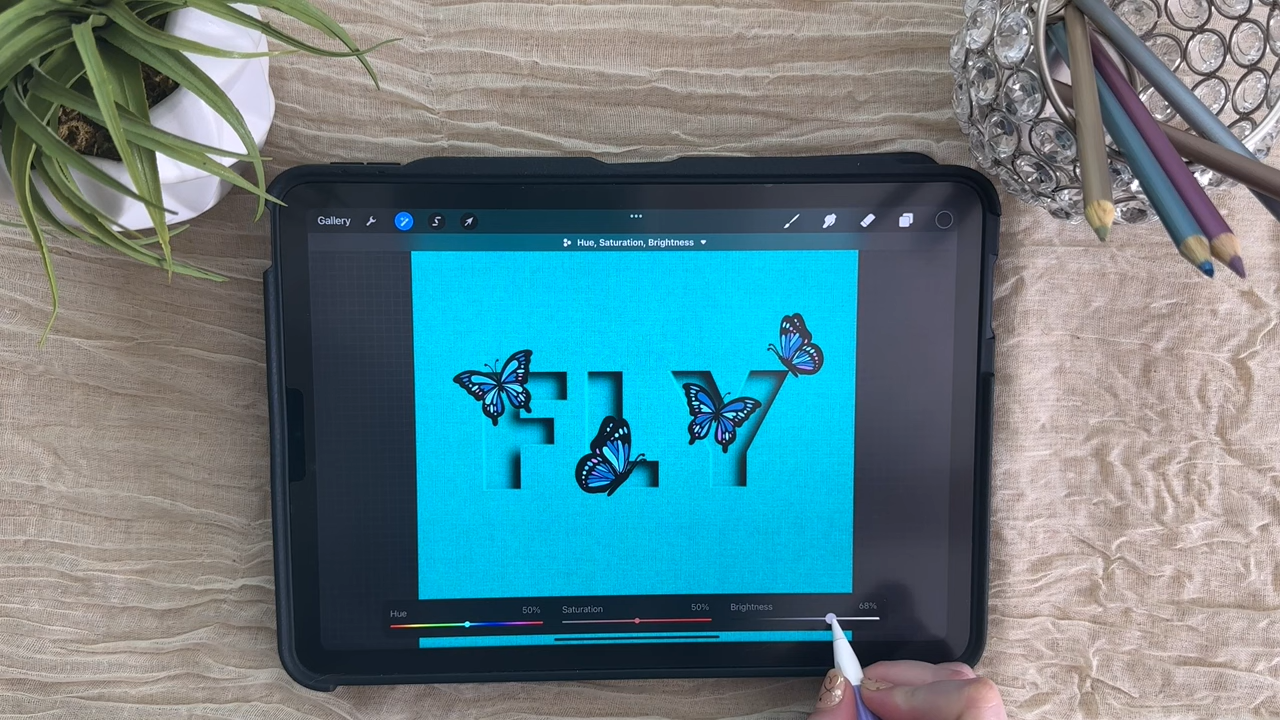 Gallery
Hue, Saturation, Brightness
FLY
Hue 50% Saturation 50% Brightness 68%